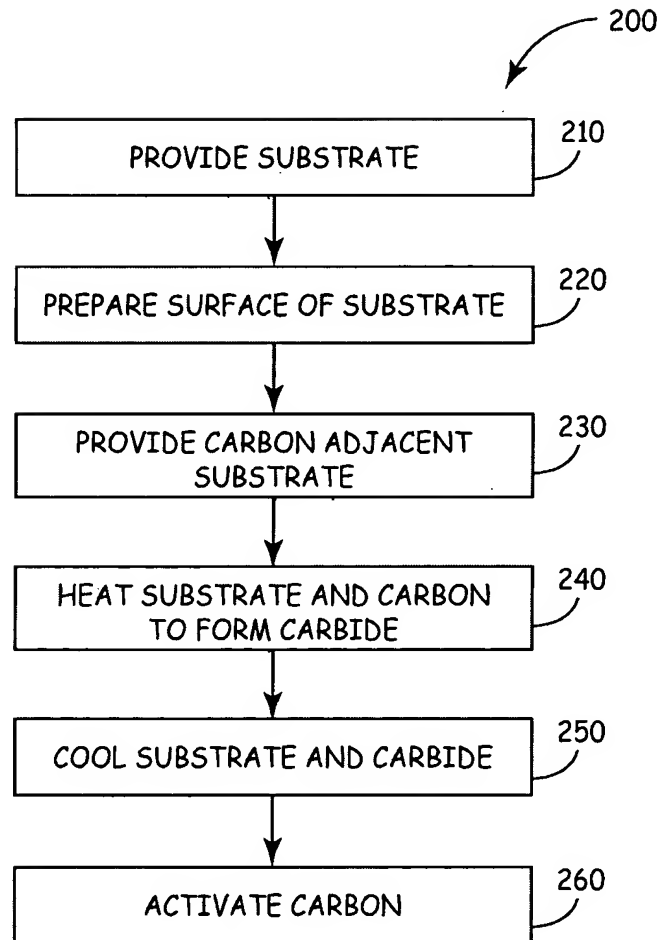 200
PROVIDE SUBSTRATE
210
PREPARE SURFACE OF SUBSTRATE
220
PROVIDE CARBON ADJACENT
SUBSTRATE
230
HEAT SUBSTRATE AND CARBON
TO FORM CARBIDE
240
COOL SUBSTRATE AND CARBIDE
250
ACTIVATE CARBON
260